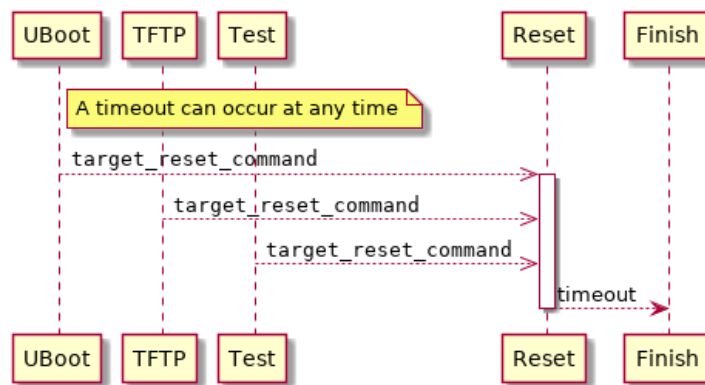 UBoot TFTP Test Reset Finish
A timeout can occur at any time
target_reset_command
target_reset_command
target_reset_command
timeout
UBoot TFTP Test Reset Finish